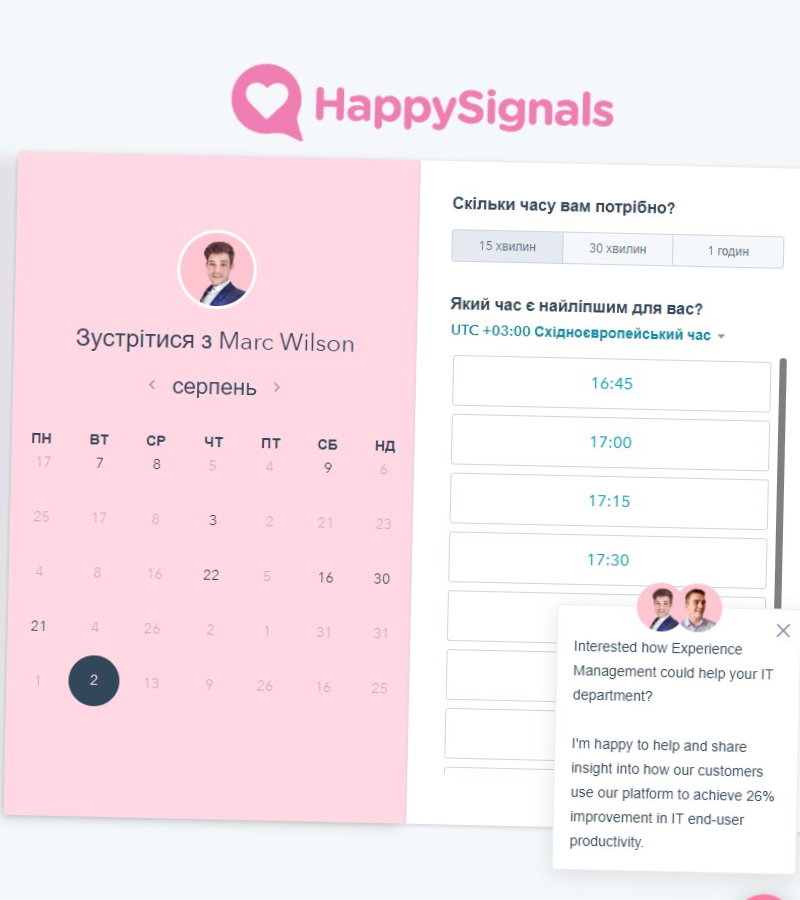 HappySignals
Зустрітися з Marc Wilson
серпень
ПН ВТ СР ЧТ ПТ СБ НД
17 7 8 5 4 9 6
25 17 8 3 2 21 23
4 8 16 22 5 16 30
21 4 26 2 1 31 31
1 2 13 9 26 16 25
Скільки часу вам потрібно?
15 хвилин 30 хвилин 1 годин
Який час є найліпшим для вас?
UTC +03:00 Східноєвропейський час
16:45
17:00
17:15
17:30
Interested how Experience
Management could help your IT
department?
I'm happy to help and share
insight into how our customers
use our platform to achieve 26%
improvement in IT end-user
productivity.